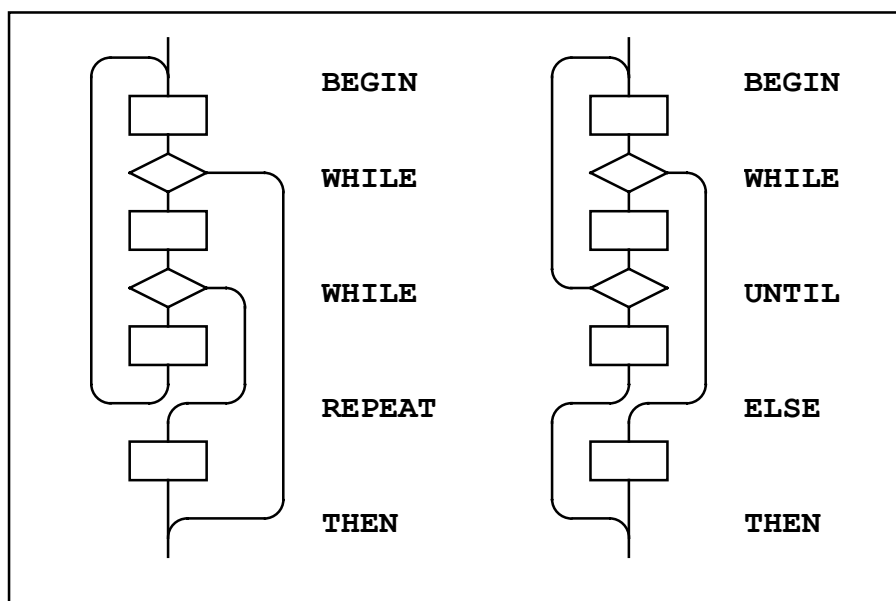 BEGIN
WHILE
WHILE
REPEAT
THEN
BEGIN
WHILE
UNTIL
ELSE
THEN